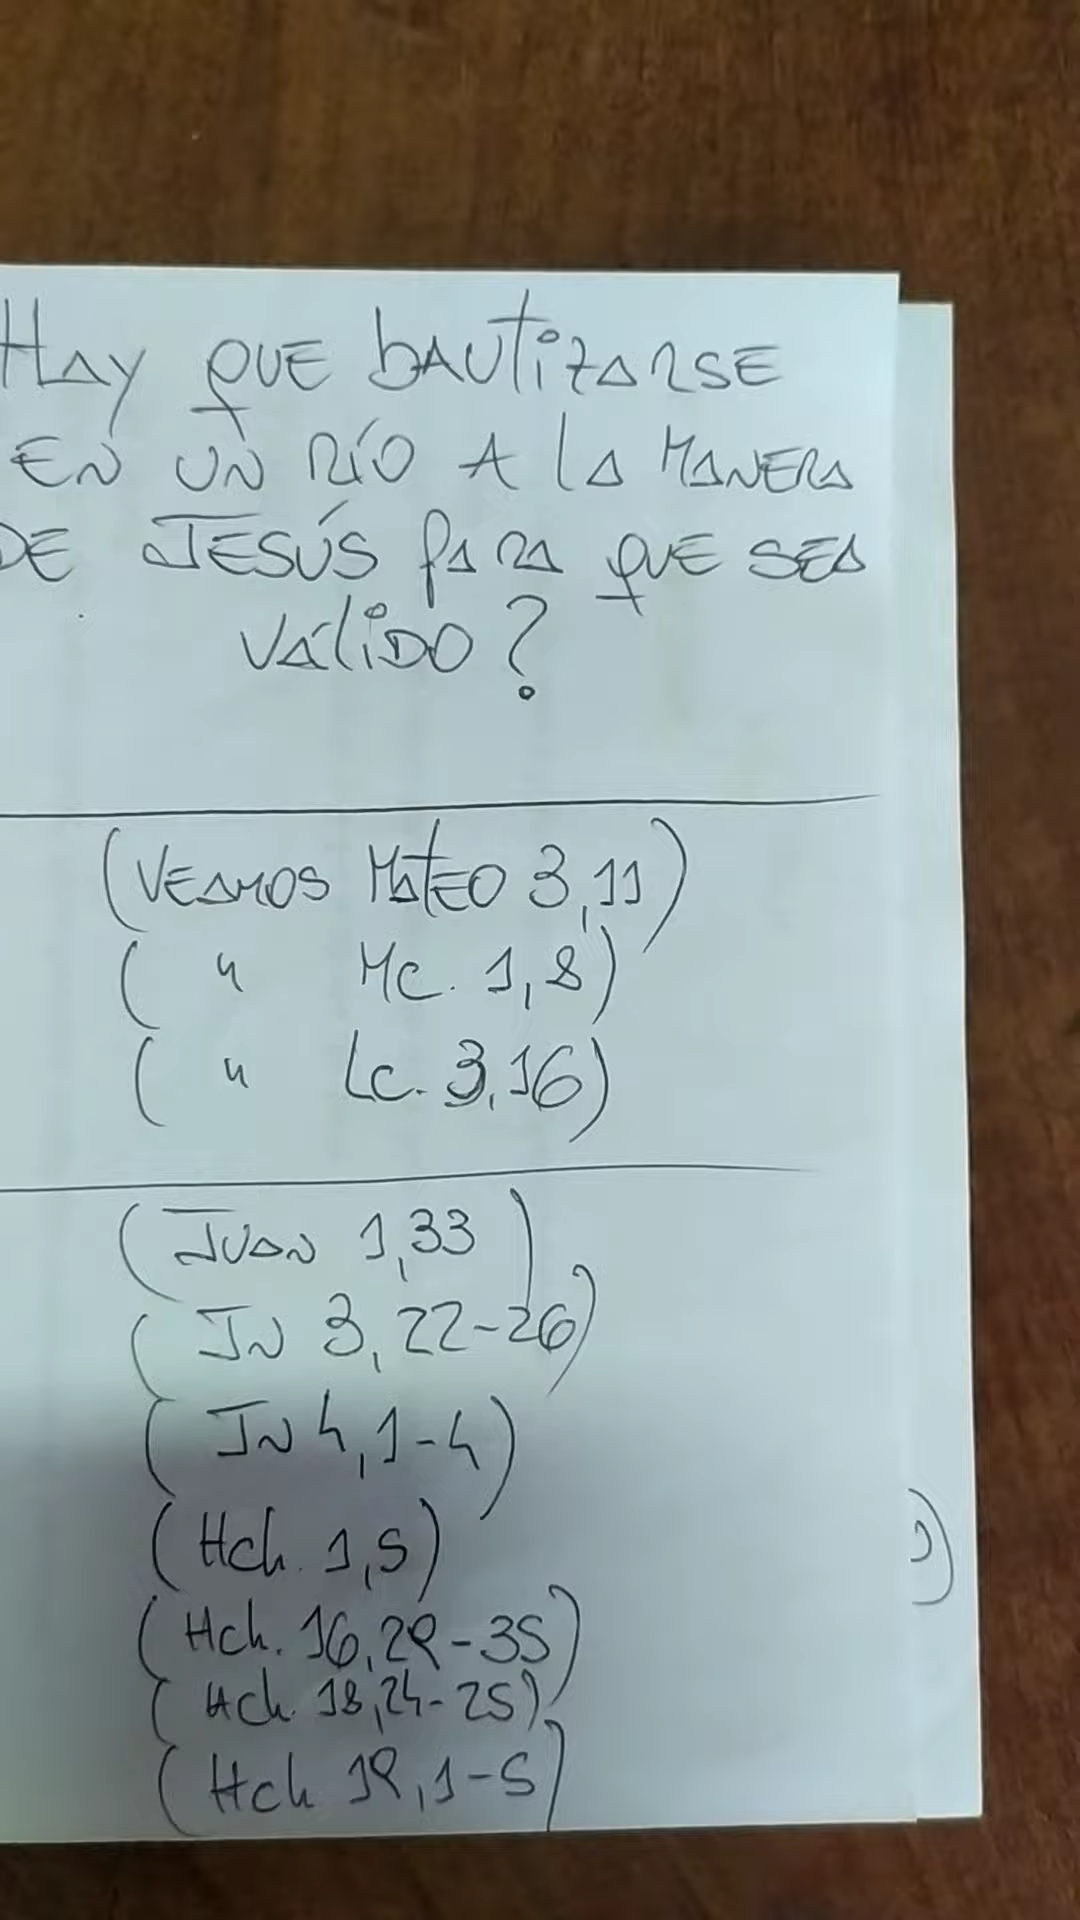 HAY QUE BAUTIZARSE
EN UN RÍO A LA MANERA
DE JESÚS PARA QUE SEA
VÁLIDO?
(VEAMOS MATEO 3,11)
( " MC. 1,8)
( " LC. 3,16)
(JUAN 1,33)
(JN 3,22-26)
(JN 4,1-4)
(Hch. 1,5)
(Hch. 16,29-35)
(Hch. 18,24-25)
(Hch 19,1-5)